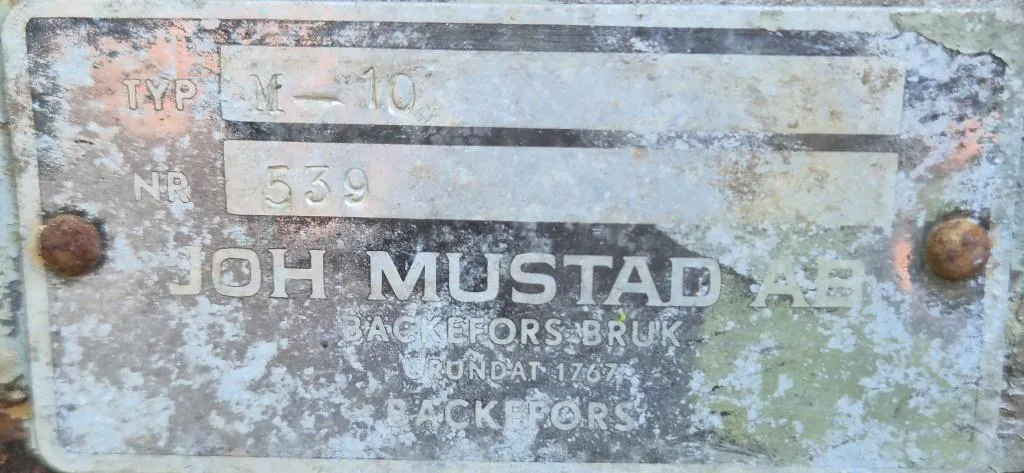 TYP M-10
NR 539
JOH MUSTAD AB
BACKEFORS BRUK
GRUNDAT 1767
BACKEFORS